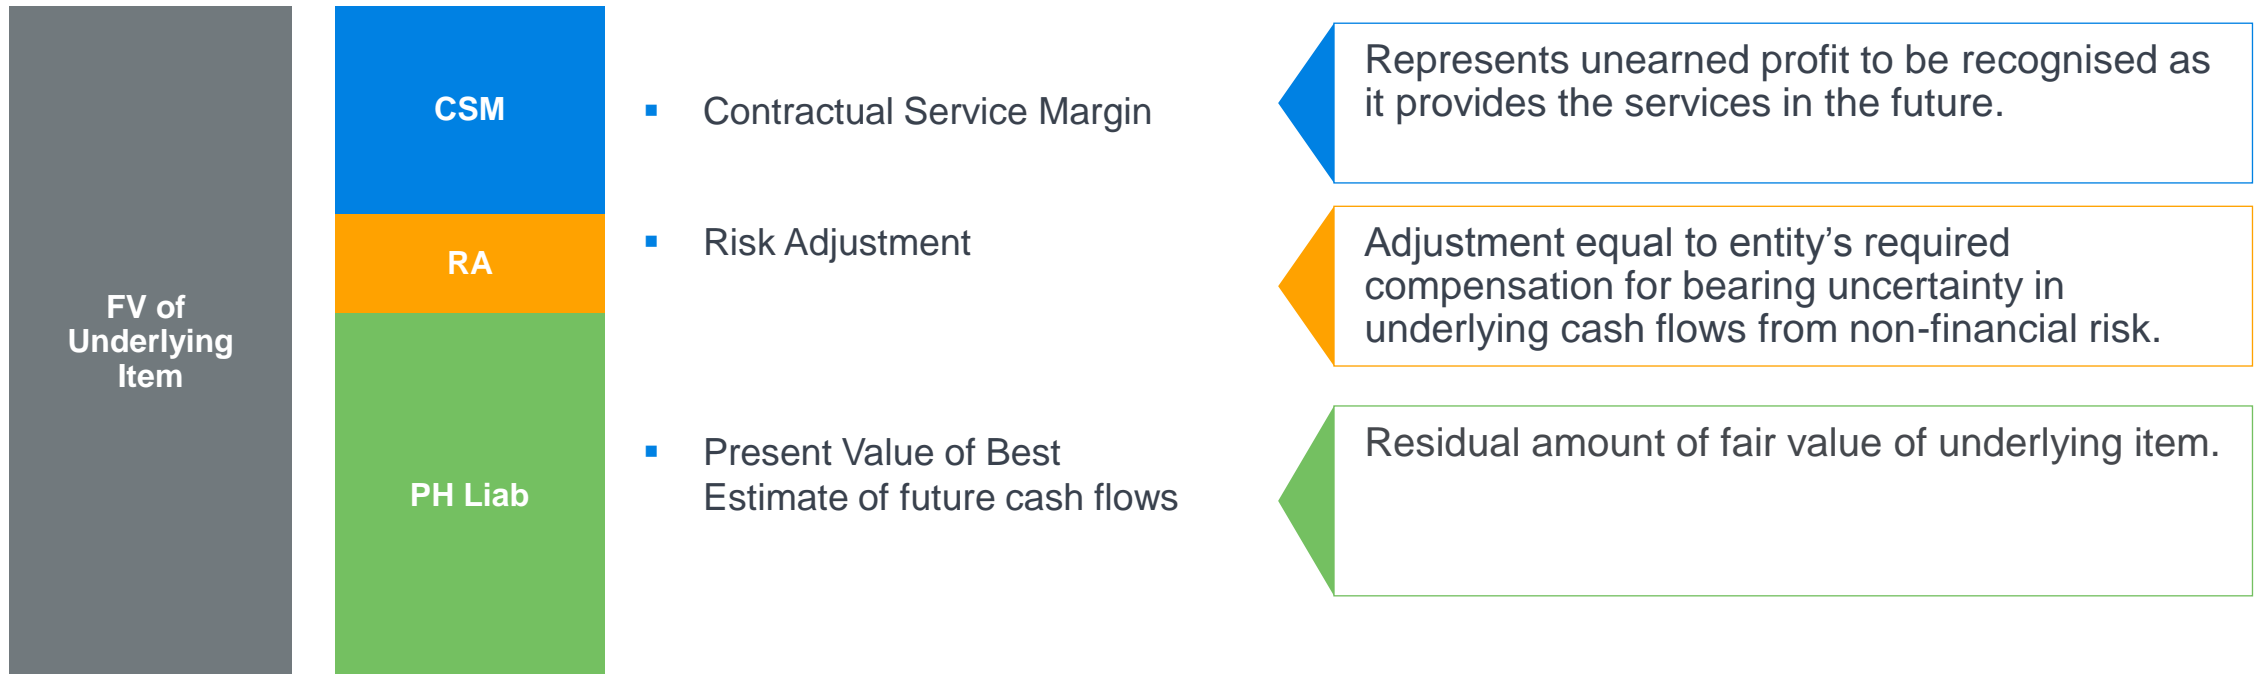 FV of
Underlying
Item
CSM
RA
PH Liab
▪ Contractual Service Margin
▪ Risk Adjustment
▪ Present Value of Best
Estimate of future cash flows
Represents unearned profit to be recognised as
it provides the services in the future.
Adjustment equal to entity’s required
compensation for bearing uncertainty in
underlying cash flows from non-financial risk.
Residual amount of fair value of underlying item.